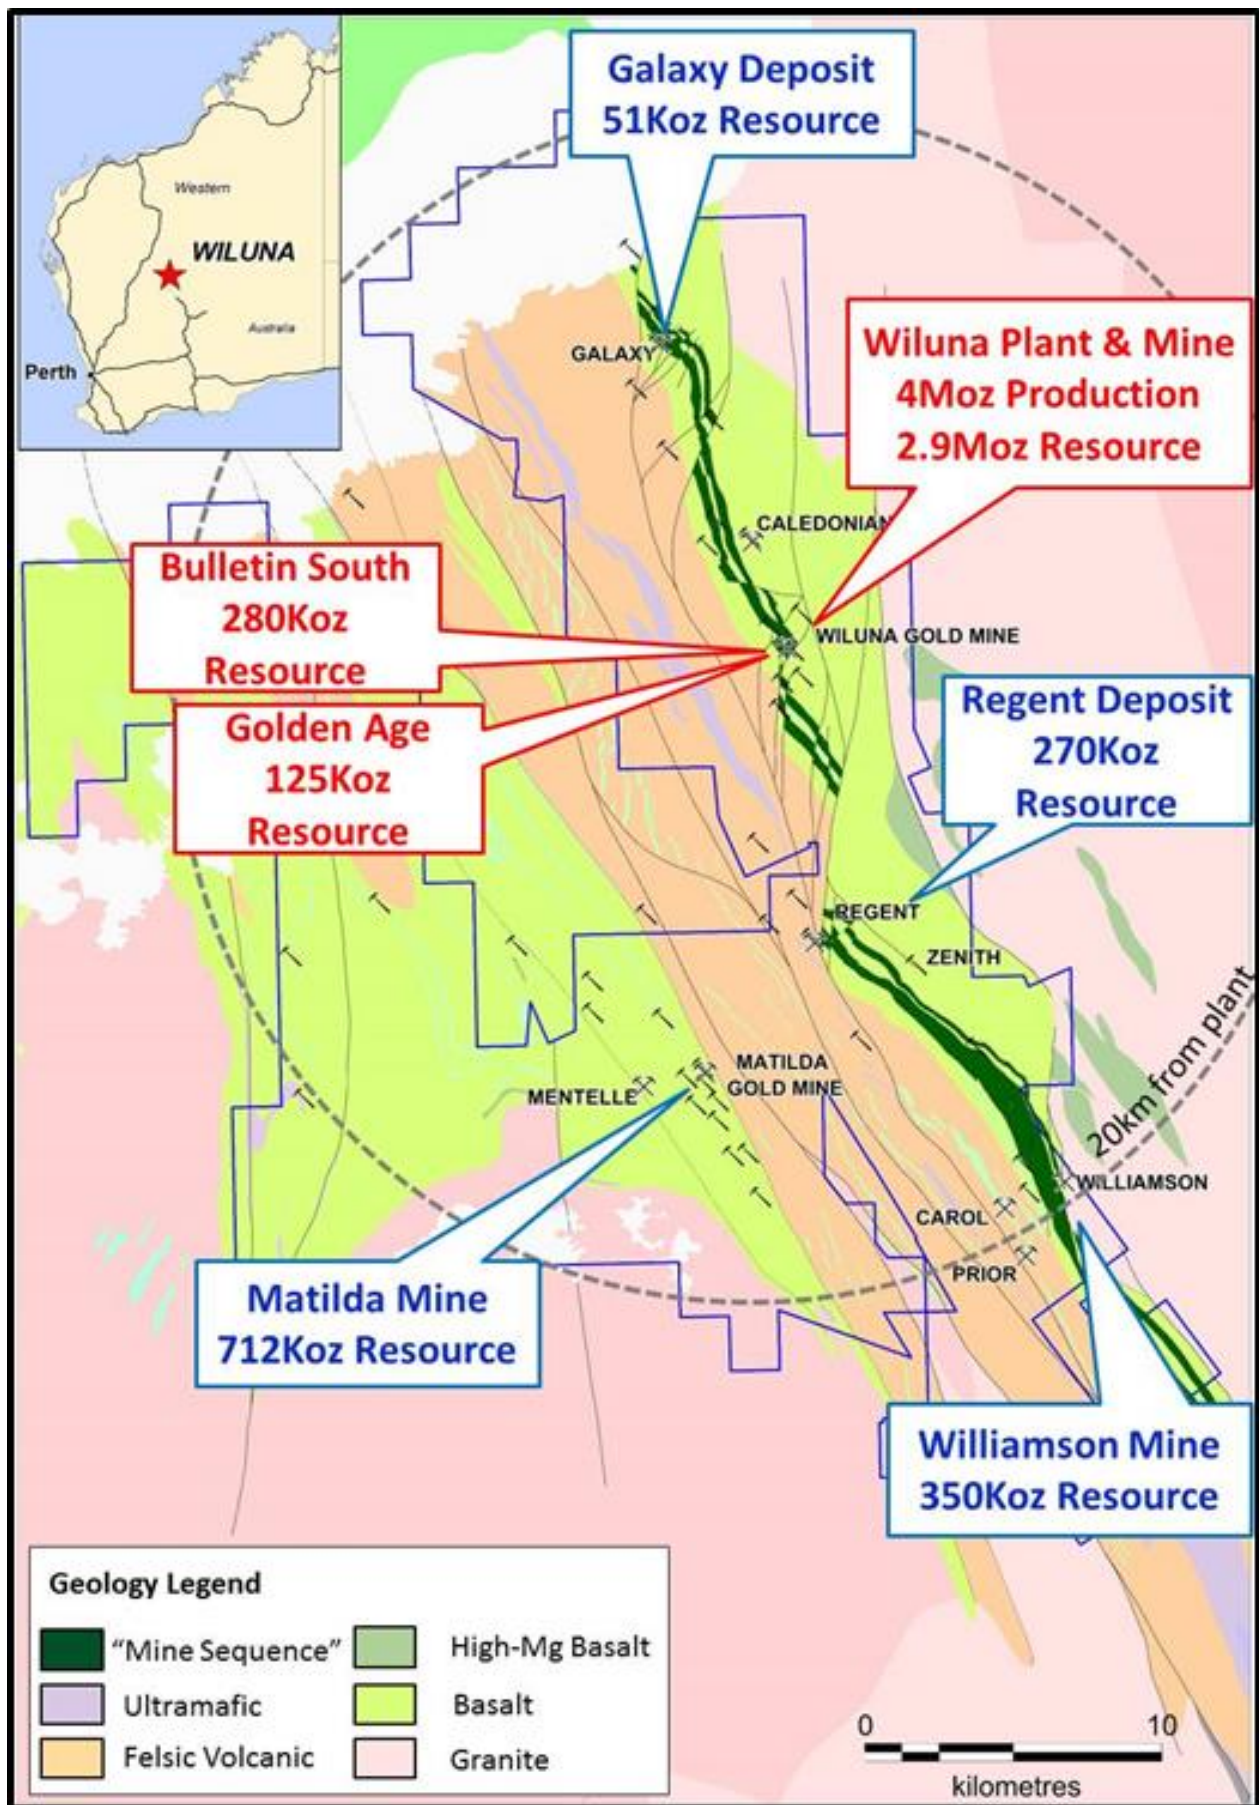 Western
WILUNA
Australia
Perth
Galaxy Deposit
51Koz Resource
GALAXY
Wiluna Plant & Mine
4Moz Production
2.9Moz Resource
CALEDONIAN
Bulletin South
280Koz
Resource
WILUNA GOLD MINE
Golden Age
125Koz
Resource
Regent Deposit
270Koz
Resource
REGENT
ZENITH
20km from plant
MATILDA
GOLD MINE
MENTELLE
WILLIAMSON
CAROL
PRIOR
Matilda Mine
712Koz Resource
Williamson Mine
350Koz Resource
Geology Legend
“Mine Sequence”
High-Mg Basalt
Ultramafic
Basalt
Felsic Volcanic
Granite
0 10
kilometres